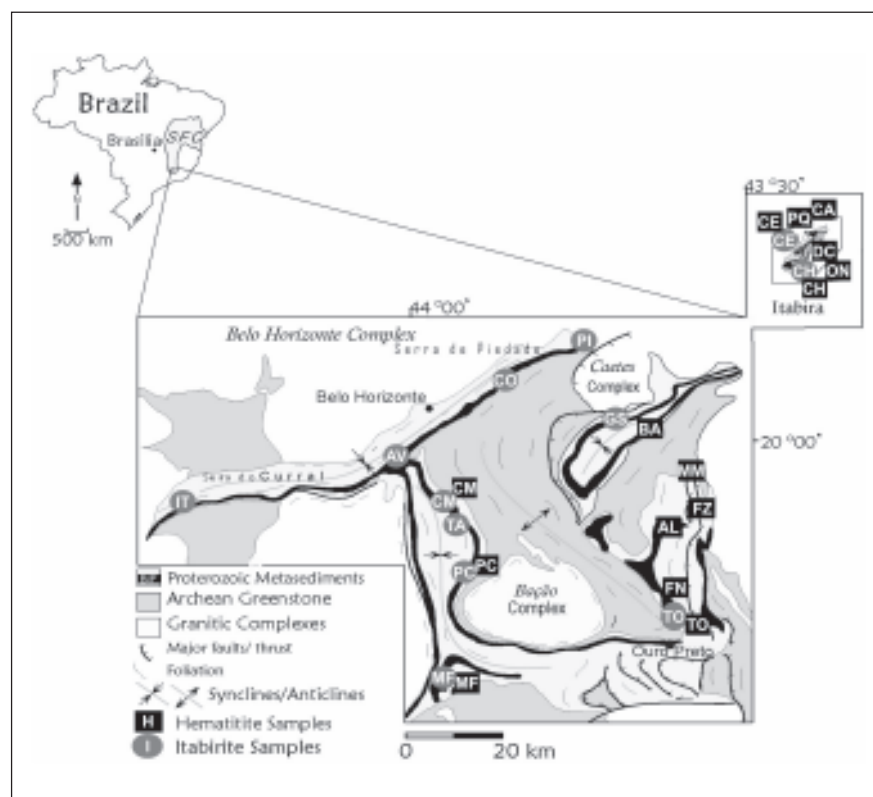 Brazil
SFC
Brasília
500 km
43 °30'
CA
PQ
CE
CE
DC
CH
ON
CH
Itabira
44 °00'
Belo Horizonte Complex
Serra da Piedade
PI
Caetes
Complex
CO
Belo Horizonte
BA
20 °00'
AV
Serra do Curral
MM
IT
CM
CM
FZ
TA
AL
PC
PC
Bação
Complex
FN
TO
TO
Ouro Preto
MF
MF
BIF Proterozoic Metasediments
Archean Greenstone
Granitic Complexes
Major faults/ thrust
Foliation
Synclines/Anticlines
H Hematitite Samples
I Itabirite Samples
0 20 km